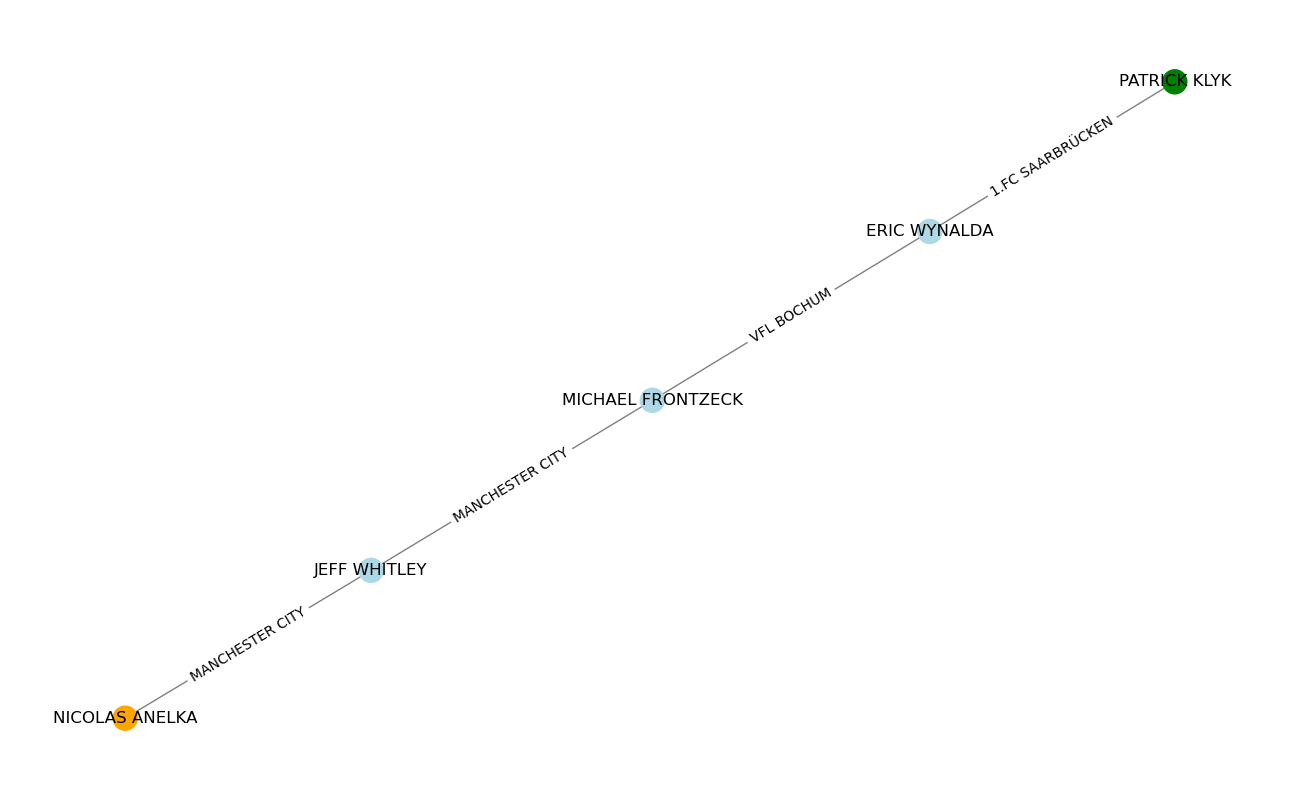 PATRICK KLYK
1.FC SAARBRÜCKEN
ERIC WYNALDA
VFL BOCHUM
MICHAEL FRONTZECK
MANCHESTER CITY
JEFF WHITLEY
MANCHESTER CITY
NICOLAS ANELKA